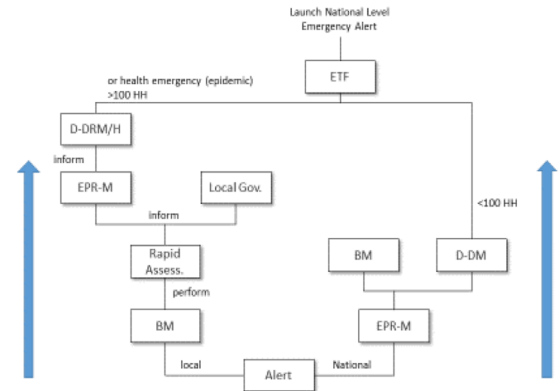 Launch National Level
Emergency Alert
ETF
or health emergency (epidemic)
>100 HH
D-DRM/H
inform
EPR-M
Local Gov.
<100 HH
inform
Rapid
Assess.
BM
D-DM
perform
BM
EPR-M
local
National
Alert